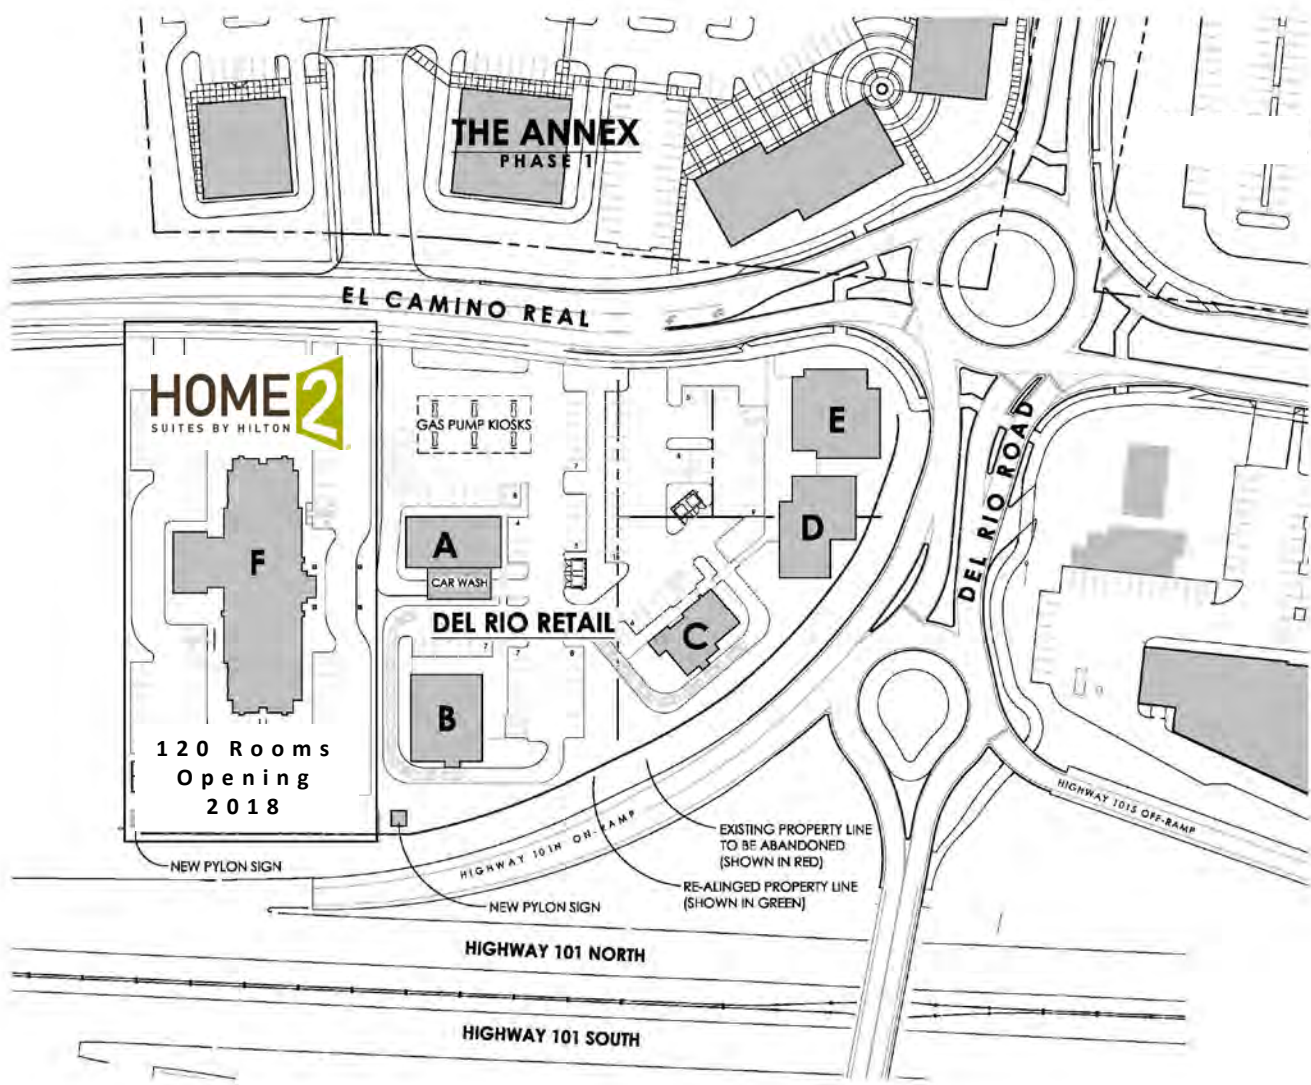 THE ANNEX
PHASE 1
EL CAMINO REAL
HOME2
SUITES BY HILTON
GAS PUMP KIOSKS
E
D
DEL RIO ROAD
A
CAR WASH
F
DEL RIO RETAIL
C
B
120 Rooms
Opening
2018
NEW PYLON SIGN
NEW PYLON SIGN
HIGHWAY 101N ON-RAMP
EXISTING PROPERTY LINE
TO BE ABANDONED
(SHOWN IN RED)
RE-ALINGED PROPERTY LINE
(SHOWN IN GREEN)
HIGHWAY 101S OFF-RAMP
HIGHWAY 101 NORTH
HIGHWAY 101 SOUTH